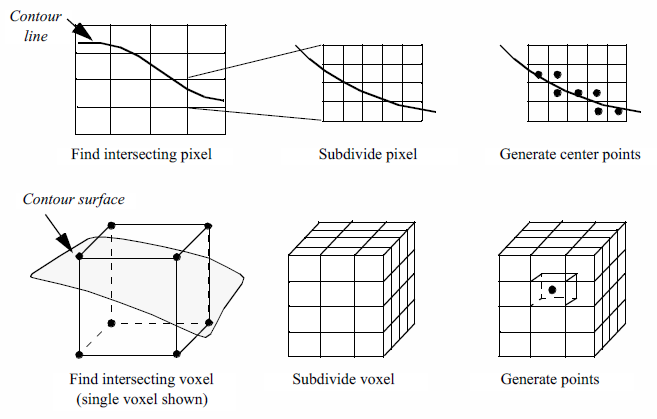 Contour
line
Find intersecting pixel
Subdivide pixel
Generate center points
Contour surface
Find intersecting voxel
(single voxel shown)
Subdivide voxel
Generate points